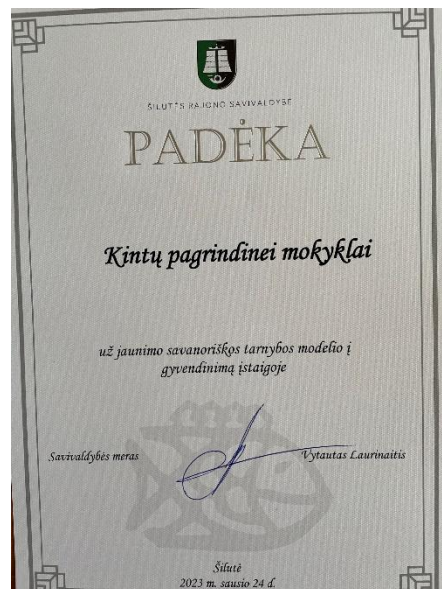 ŠILUTĖS RAJONO SAVIVALDYBĖ
PADĖKA
Kintų pagrindinei mokyklai
už jaunimo savanoriškos tarnybos modelio į
gyvendinimą įstaigoje
Savivaldybės meras
Vytautas Laurinaitis
Šilutė
2023 m. sausio 24 d.